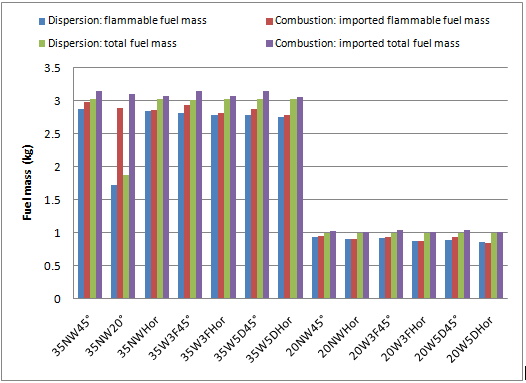 Dispersion: flammable fuel mass
Combustion: imported flammable fuel mass
Dispersion: total fuel mass
Combustion: imported total fuel mass
Fuel mass (kg)
3.5
3
2.5
2
1.5
1
0.5
0
35NW45°
35NW20°
35NWHor
35W3F45°
35W3FHor
35W5D45°
35W5DHor
20NW45°
20NWHor
20W3F45°
20W3FHor
20W5D45°
20W5DHor